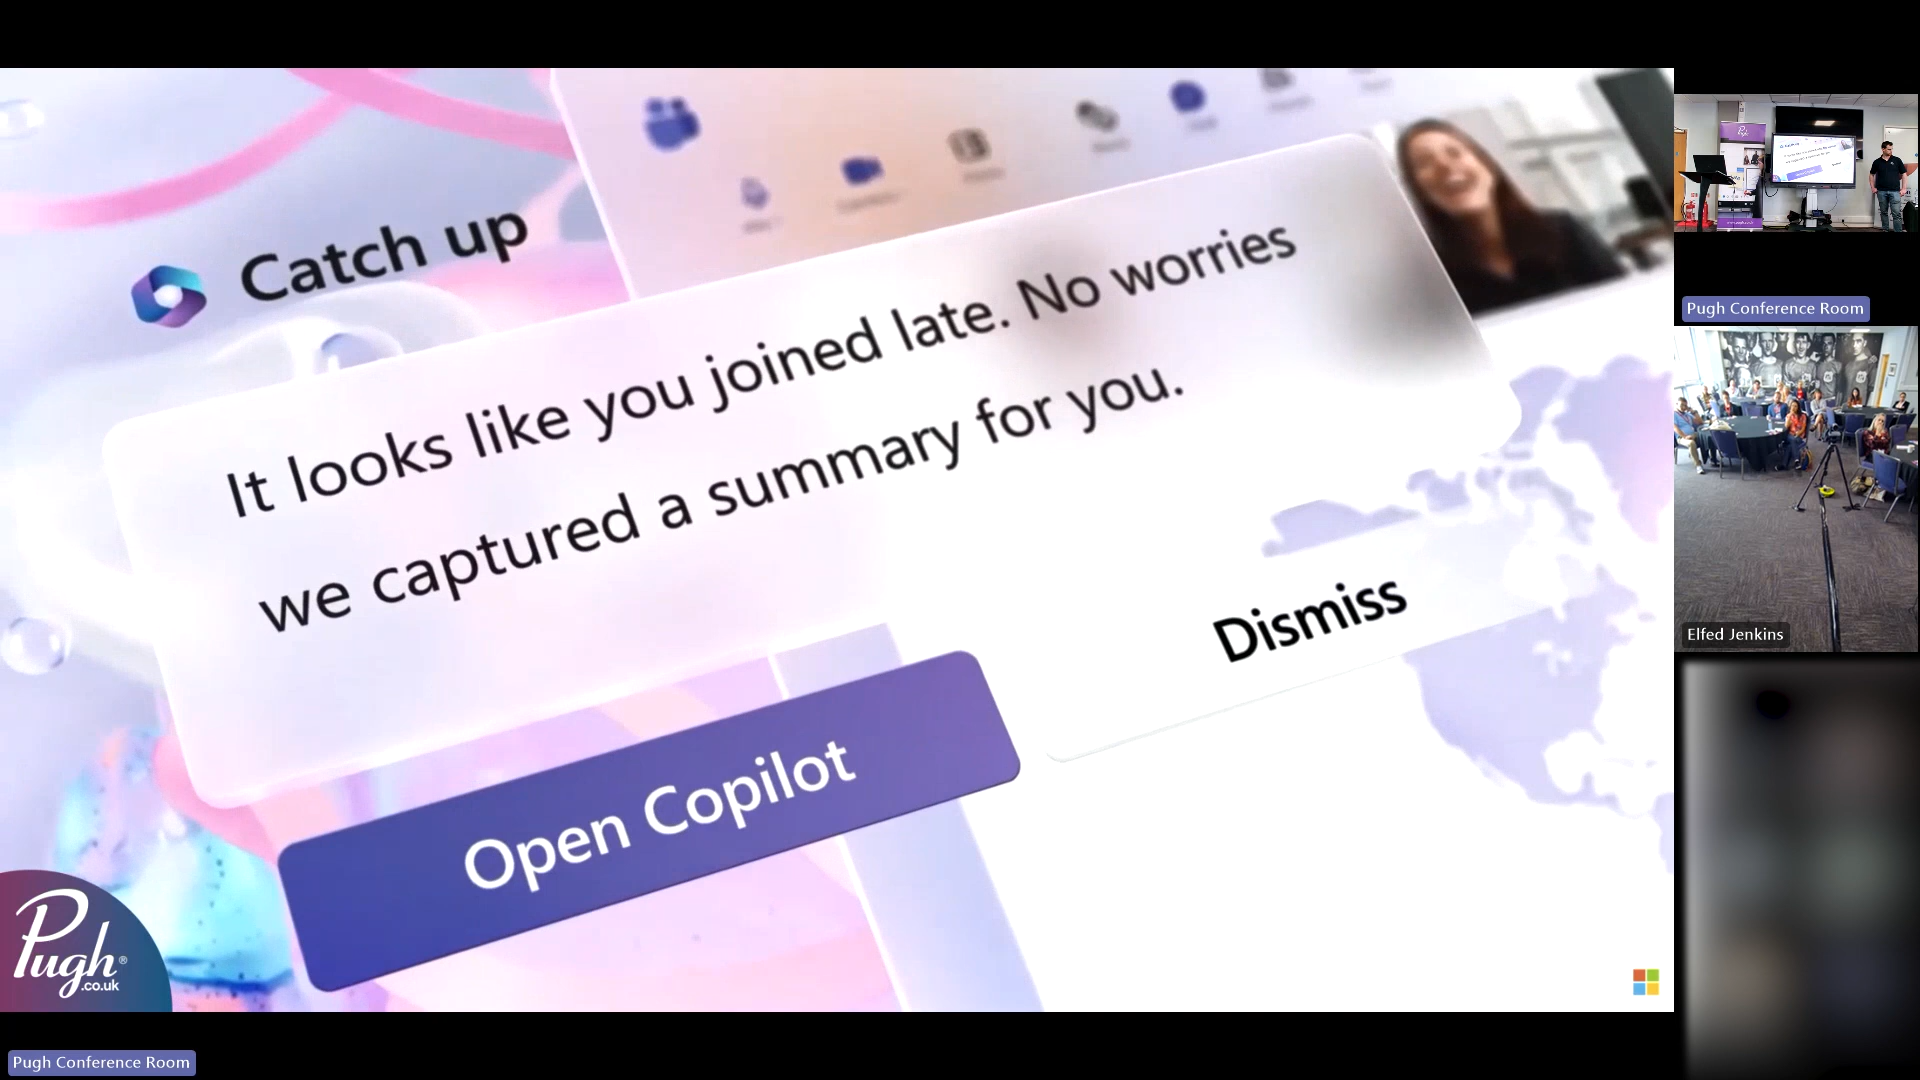 Catch up
It looks like you joined late. No worries
we captured a summary for you.
Open Copilot
Dismiss
Pugh®
.co.uk
Pugh Conference Room
Pugh Conference Room
Elfed Jenkins